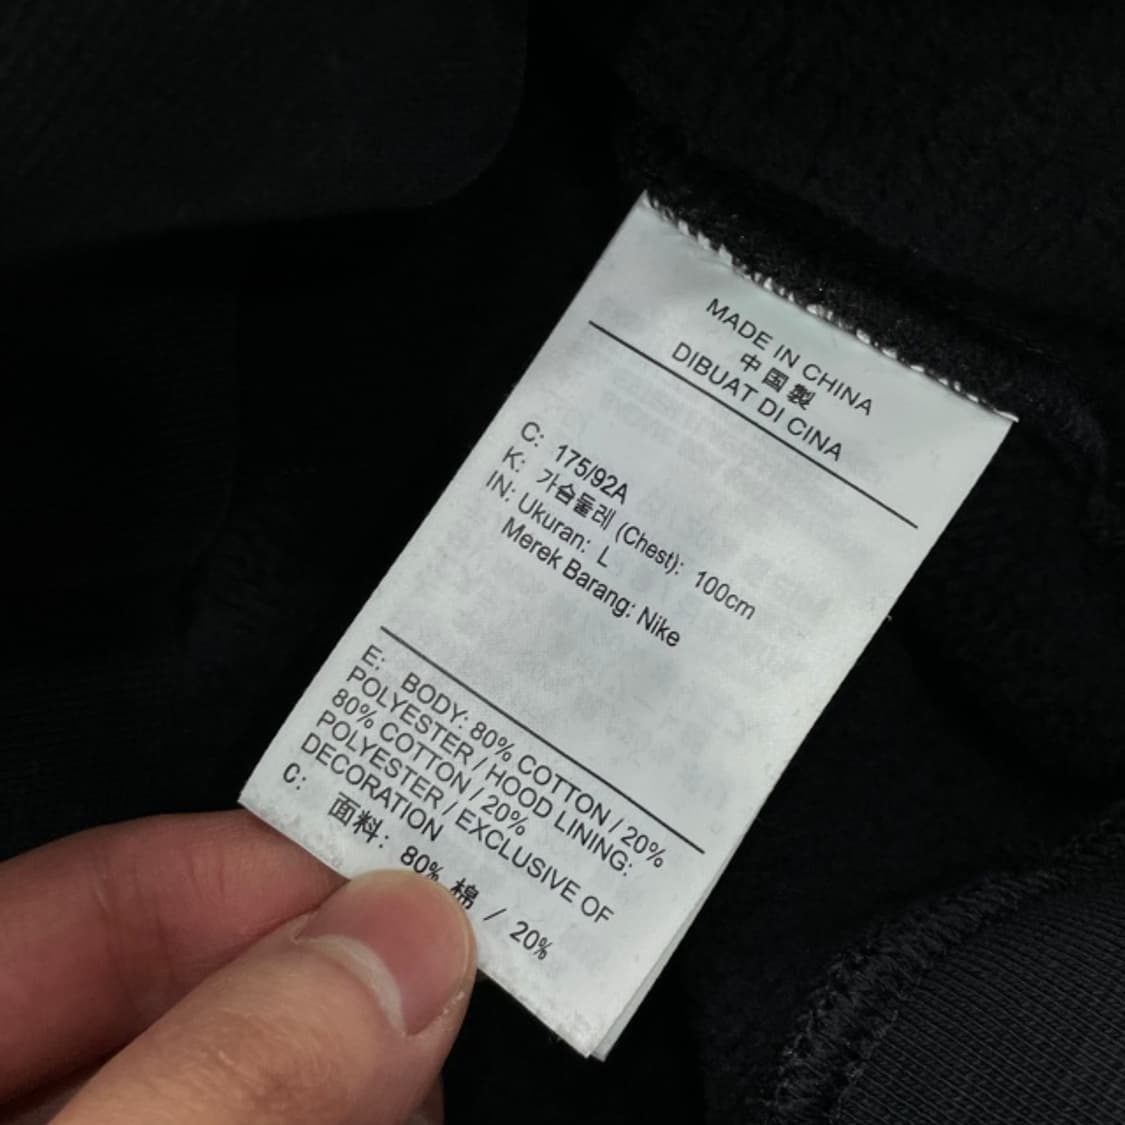 MADE IN CHINA
中国製
DIBUAT DI CINA
C: 175/92A
K: 가슴둘레 (Chest): 100cm
IN: Ukuran: L
Merek Barang: Nike
E: BODY: 80% COTTON / 20%
POLYESTER / HOOD LINING:
80% COTTON / 20%
POLYESTER / EXCLUSIVE OF
DECORATION
C: 面料: 80% 棉 / 20%